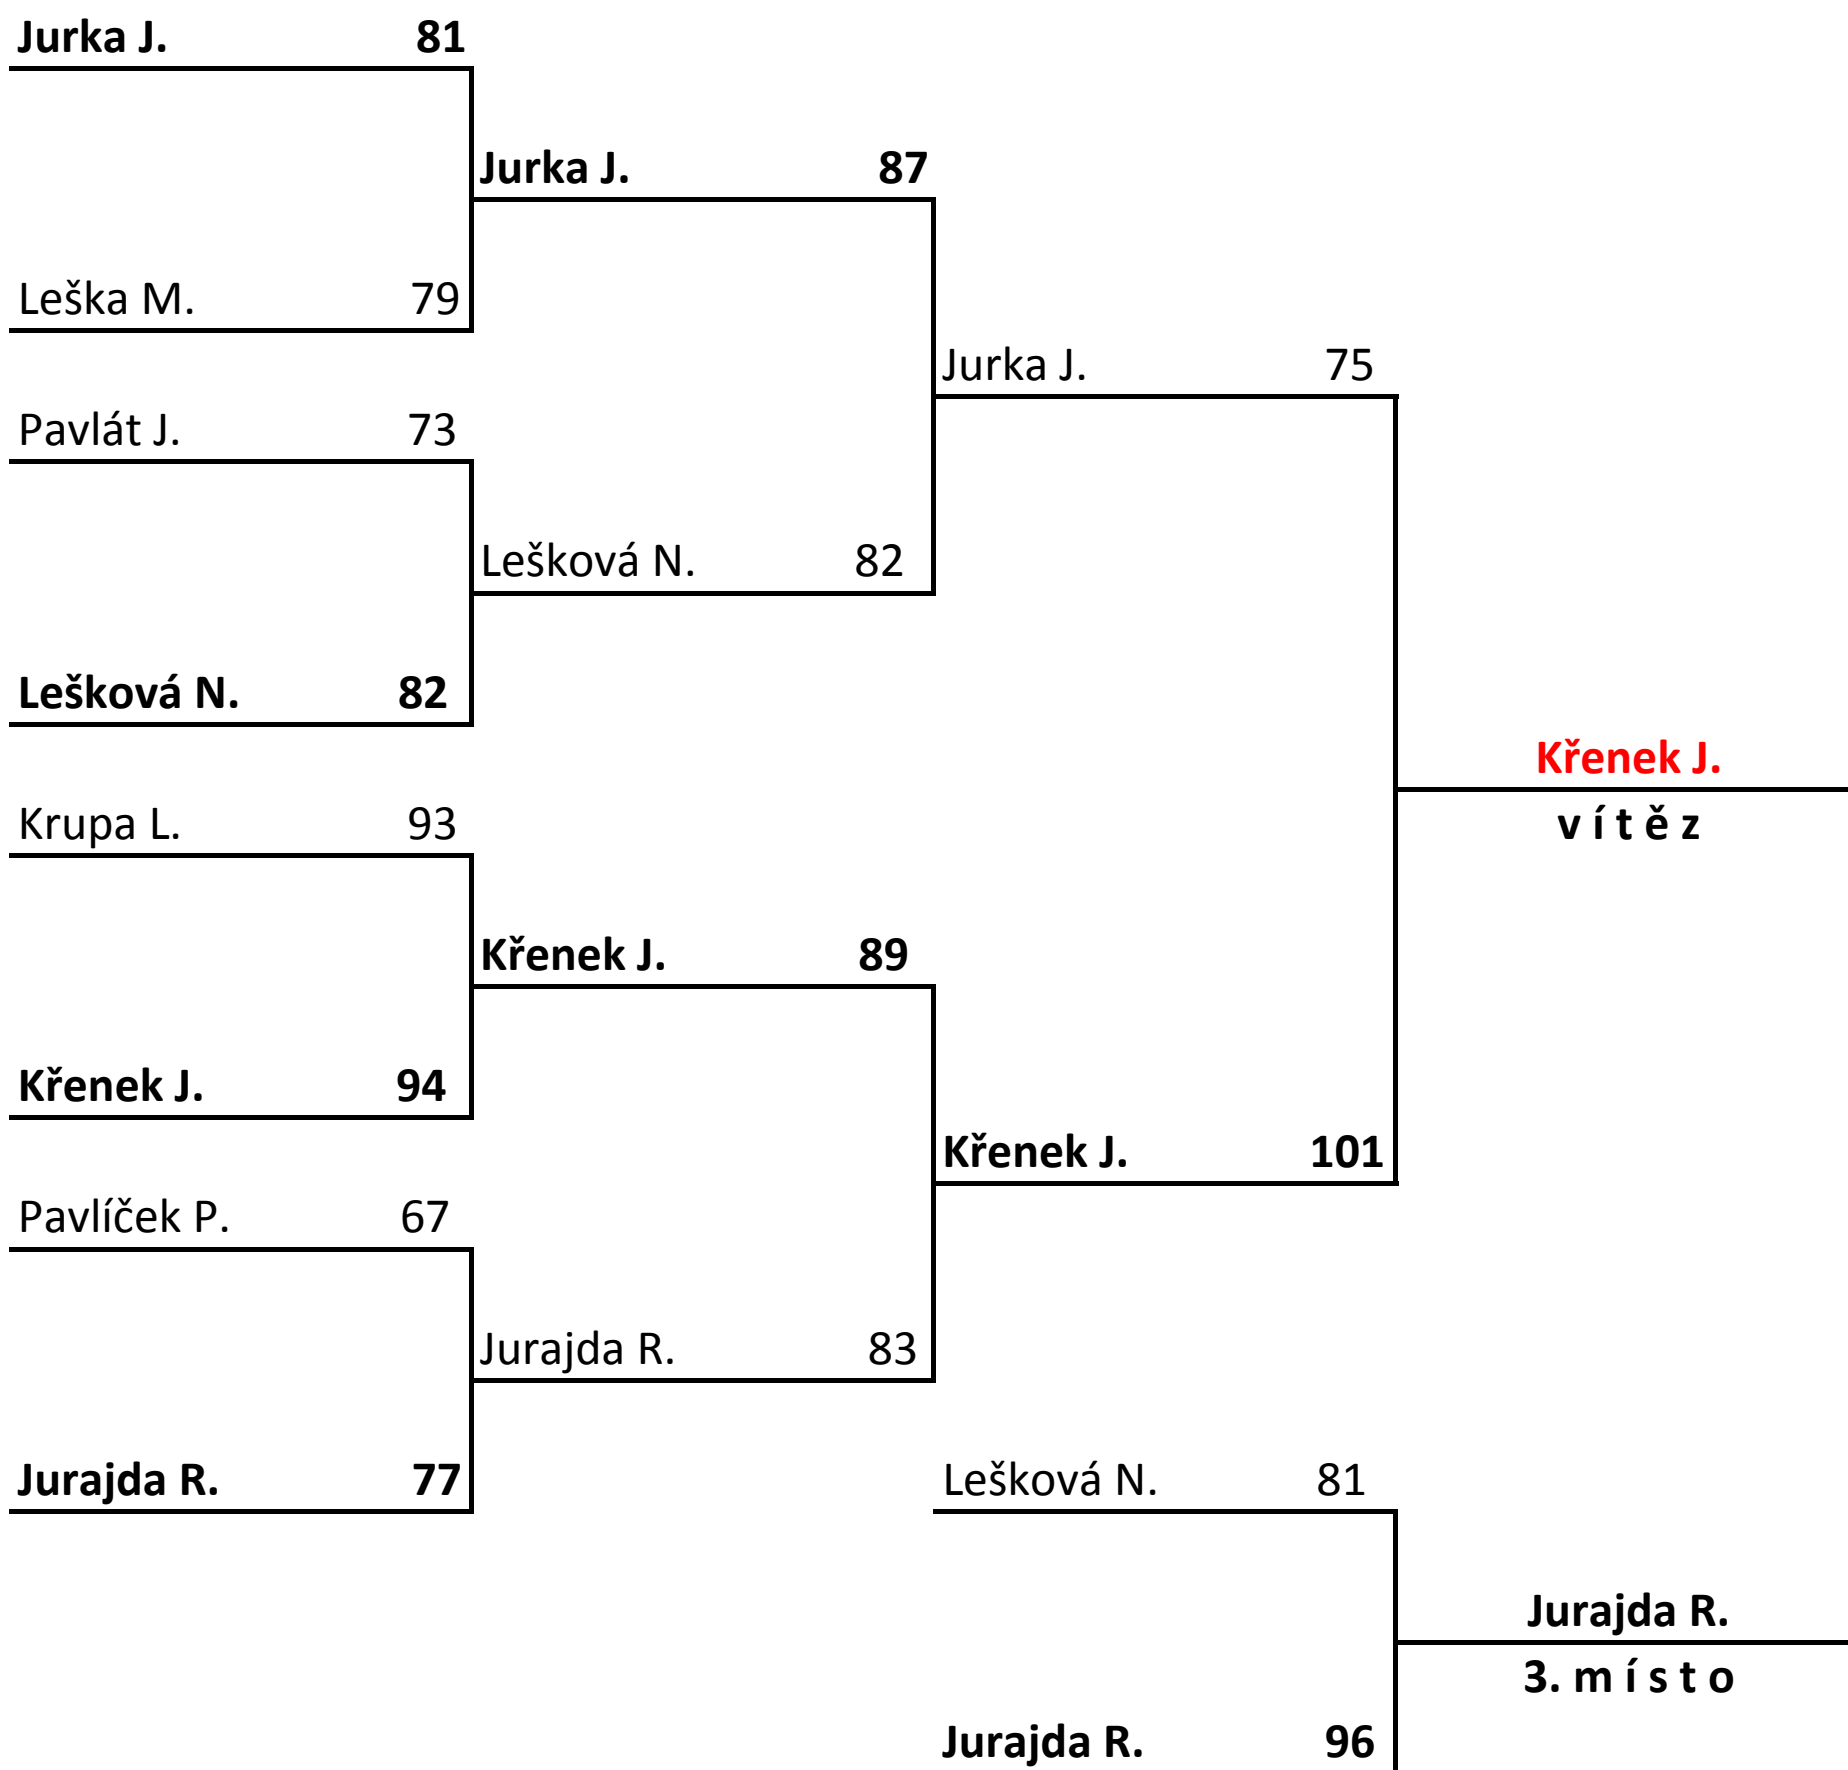 Jurka J. 81
Jurka J. 87
Leška M. 79
Jurka J. 75
Pavlát J. 73
Lešková N. 82
Lešková N. 82
Křenek J.
Krupa L. 93
v í t ě z
Křenek J. 89
Křenek J. 94
Křenek J. 101
Pavlíček P. 67
Jurajda R. 83
Jurajda R. 77
Lešková N. 81
Jurajda R.
3. m í s t o
Jurajda R. 96